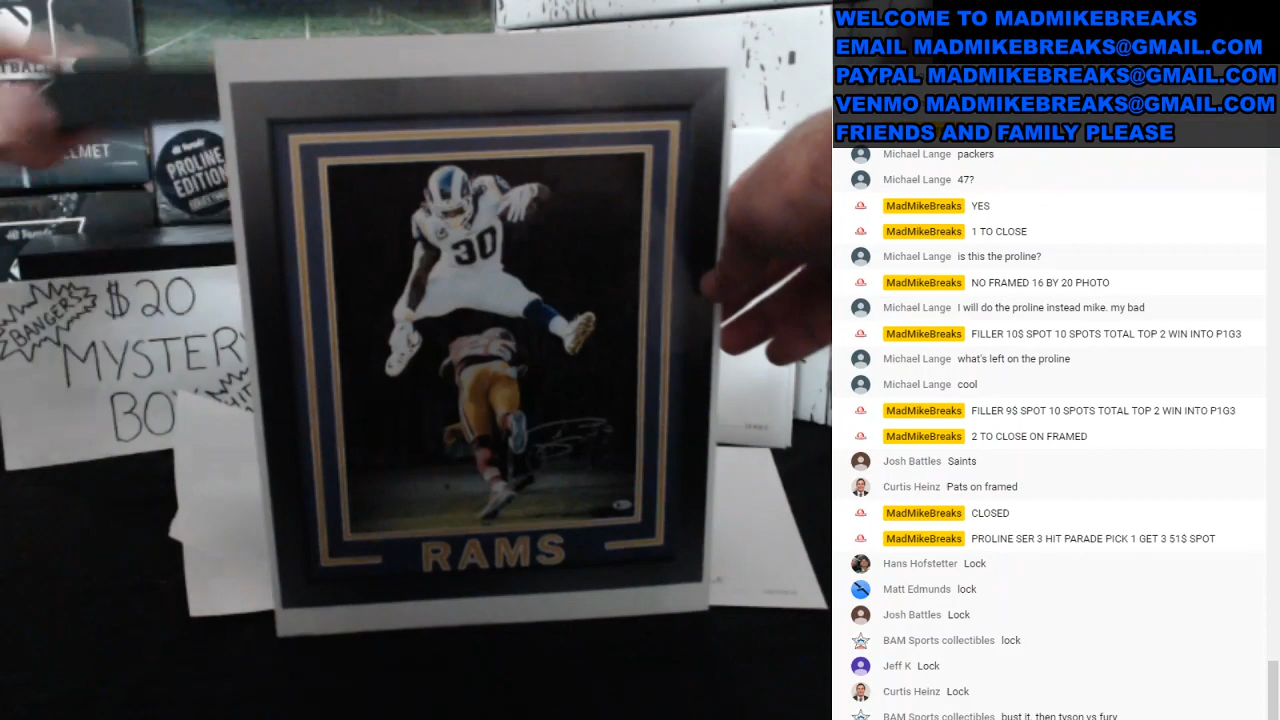 WELCOME TO MADMIKEBREAKS
EMAIL MADMIKEBREAKS@GMAIL.COM
PAYPAL MADMIKEBREAKS@GMAIL.COM
VENMO MADMIKEBREAKS@GMAIL.COM
FRIENDS AND FAMILY PLEASE
HELMET
PROLINE
EDITION
BANGERS
$20
MYSTERY
BO
30
RAMS
Michael Lange packers
Michael Lange 47?
MadMikeBreaks YES
MadMikeBreaks 1 TO CLOSE
Michael Lange is this the proline?
MadMikeBreaks NO FRAMED 16 BY 20 PHOTO
Michael Lange I will do the proline instead mike. my bad
MadMikeBreaks FILLER 10$ SPOT 10 SPOTS TOTAL TOP 2 WIN INTO P1G3
Michael Lange what's left on the proline
Michael Lange cool
MadMikeBreaks FILLER 9$ SPOT 10 SPOTS TOTAL TOP 2 WIN INTO P1G3
MadMikeBreaks 2 TO CLOSE ON FRAMED
Josh Battles Saints
Curtis Heinz Pats on framed
MadMikeBreaks CLOSED
MadMikeBreaks PROLINE SER 3 HIT PARADE PICK 1 GET 3 51$ SPOT
Hans Hofstetter Lock
Matt Edmunds lock
Josh Battles Lock
BAM Sports collectibles lock
Jeff K Lock
Curtis Heinz Lock
BAM Sports collectibles bust it, then tyson vs fury